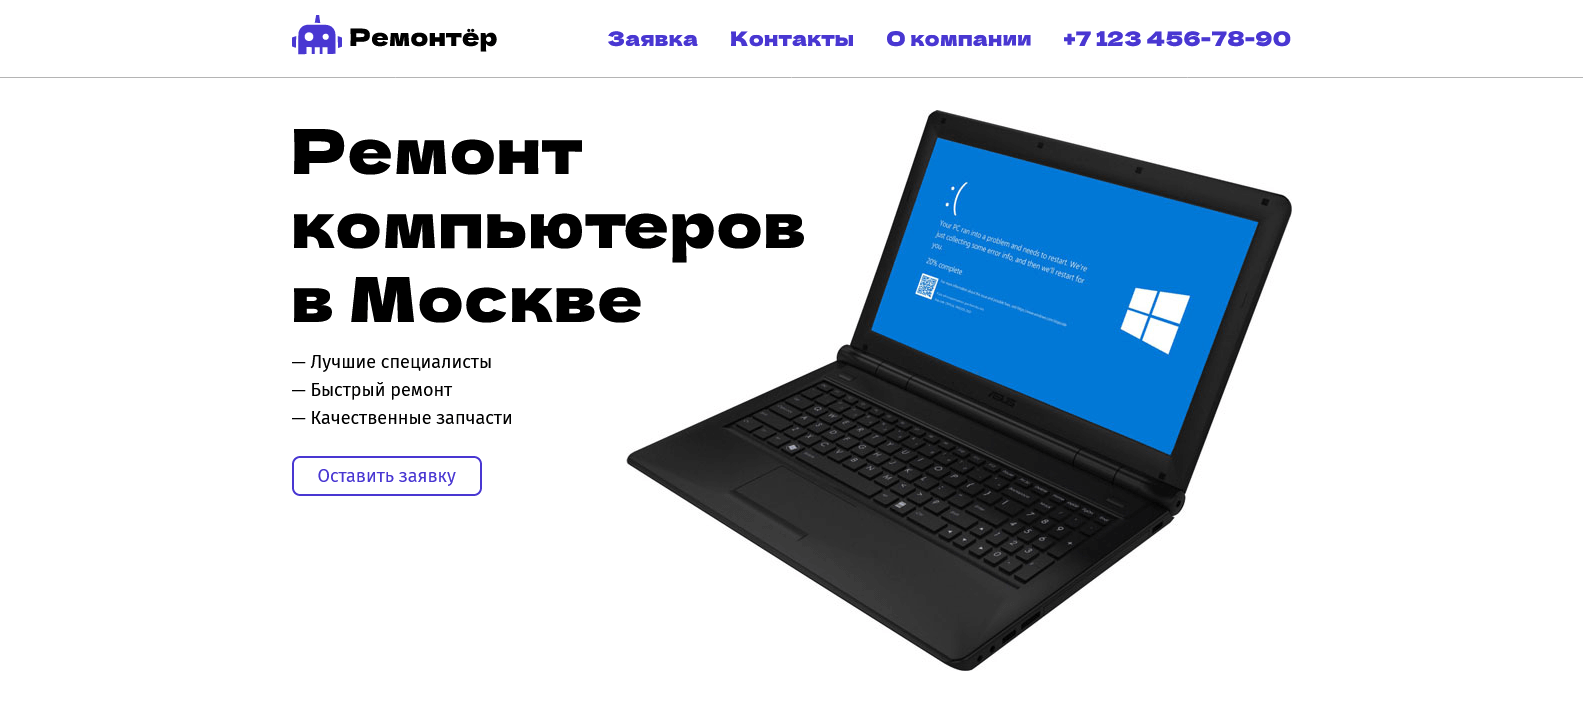 Ремонтёр
Заявка
Контакты
О компании
+7 123 456-78-90
Ремонт
компьютеров
в Москве
— Лучшие специалисты
— Быстрый ремонт
— Качественные запчасти
Оставить заявку
:(
Your PC ran into a problem and needs to restart. We're
just collecting some error info, and then we'll restart for
you.
20% complete